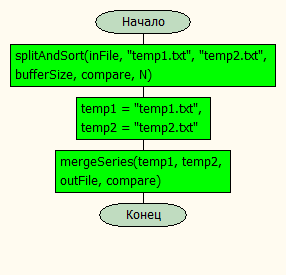 Начало
splitAndSort(inFile, "temp1.txt", "temp2.txt",
bufferSize, compare, N)
temp1 = "temp1.txt",
temp2 = "temp2.txt"
mergeSeries(temp1, temp2,
outFile, compare)
Конец